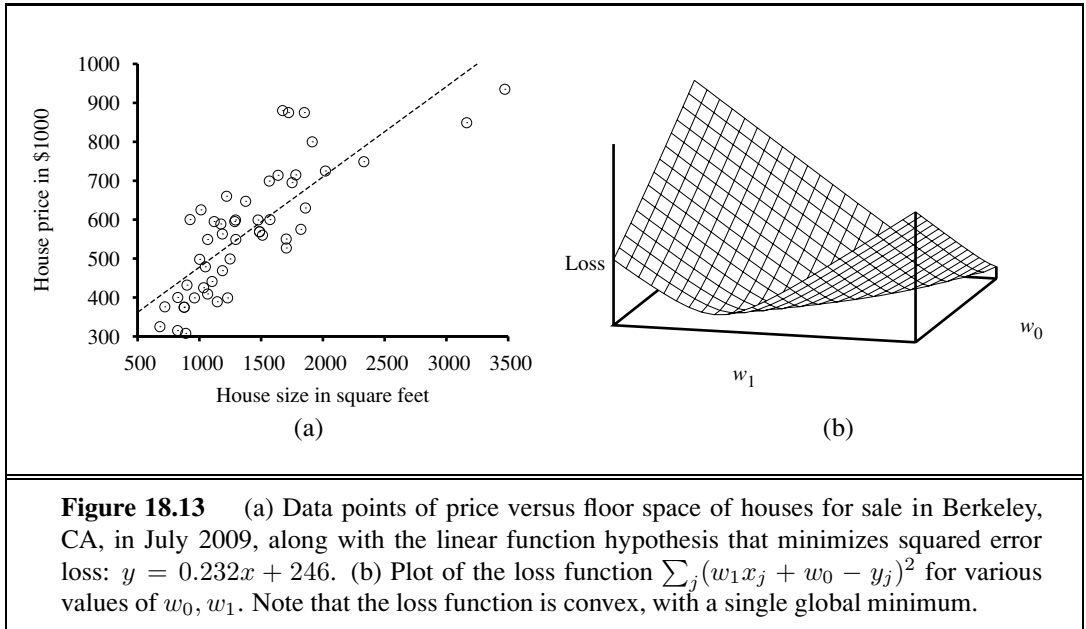 1000
900
800
700
600
500
400
300
House price in $1000
500 1000 1500 2000 2500 3000 3500
House size in square feet
(a)
Loss
w0
w1
(b)
Figure 18.13 (a) Data points of price versus floor space of houses for sale in Berkeley,
CA, in July 2009, along with the linear function hypothesis that minimizes squared error
loss: y = 0.232x + 246. (b) Plot of the loss function ∑j(w1xj + w0 − yj)² for various
values of w0, w1. Note that the loss function is convex, with a single global minimum.